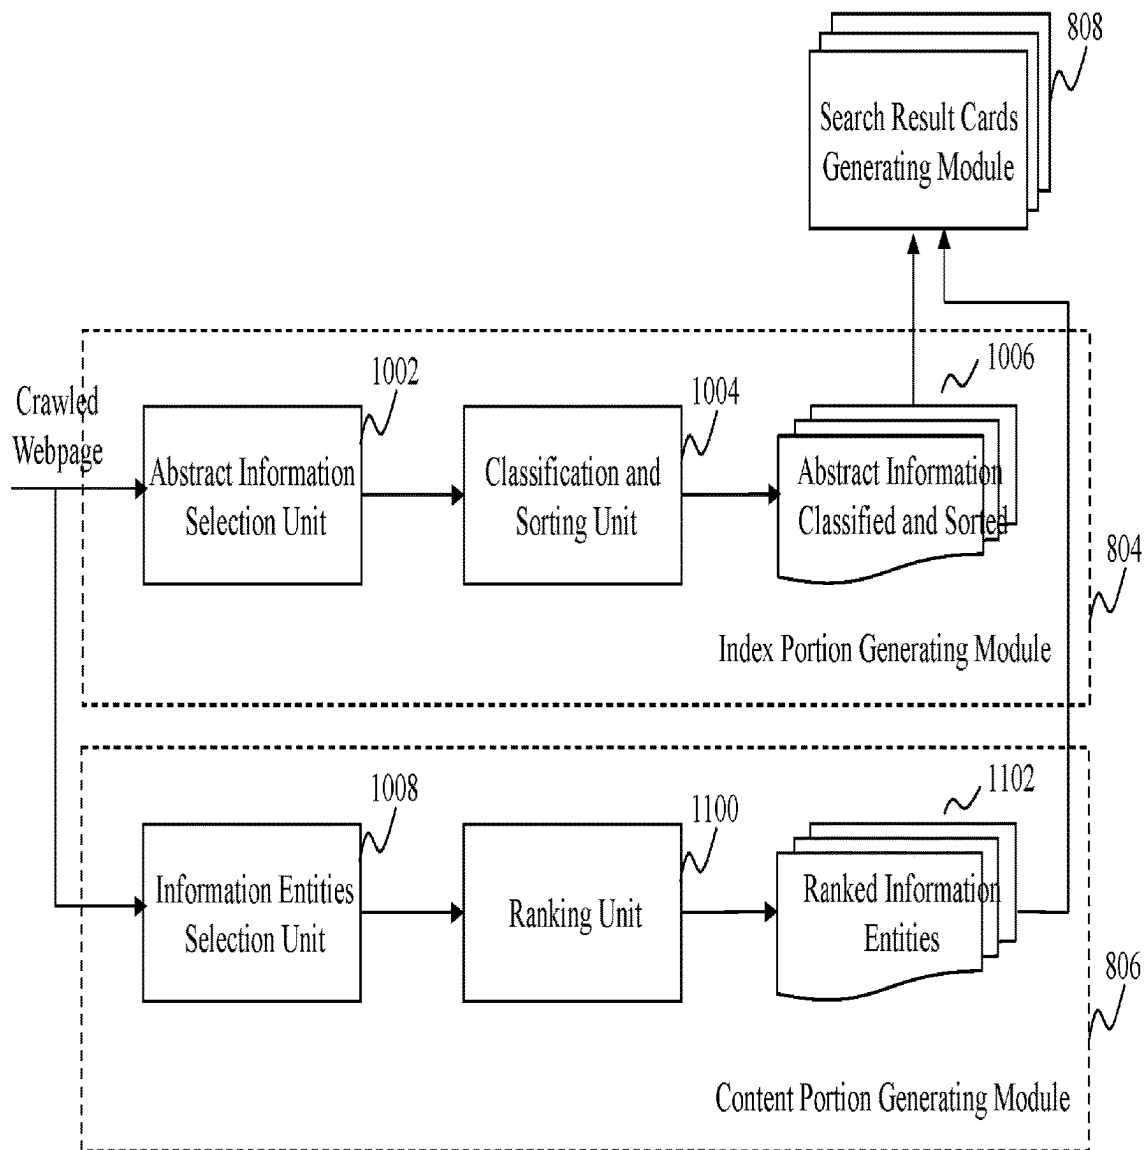 808
Search Result Cards
Generating Module
Crawled
Webpage
1002
1004
1006
Abstract Information
Selection Unit
Classification and
Sorting Unit
Abstract Information
Classified and Sorted
804
Index Portion Generating Module
1008
1100
1102
Information Entities
Selection Unit
Ranking Unit
Ranked Information
Entities
806
Content Portion Generating Module